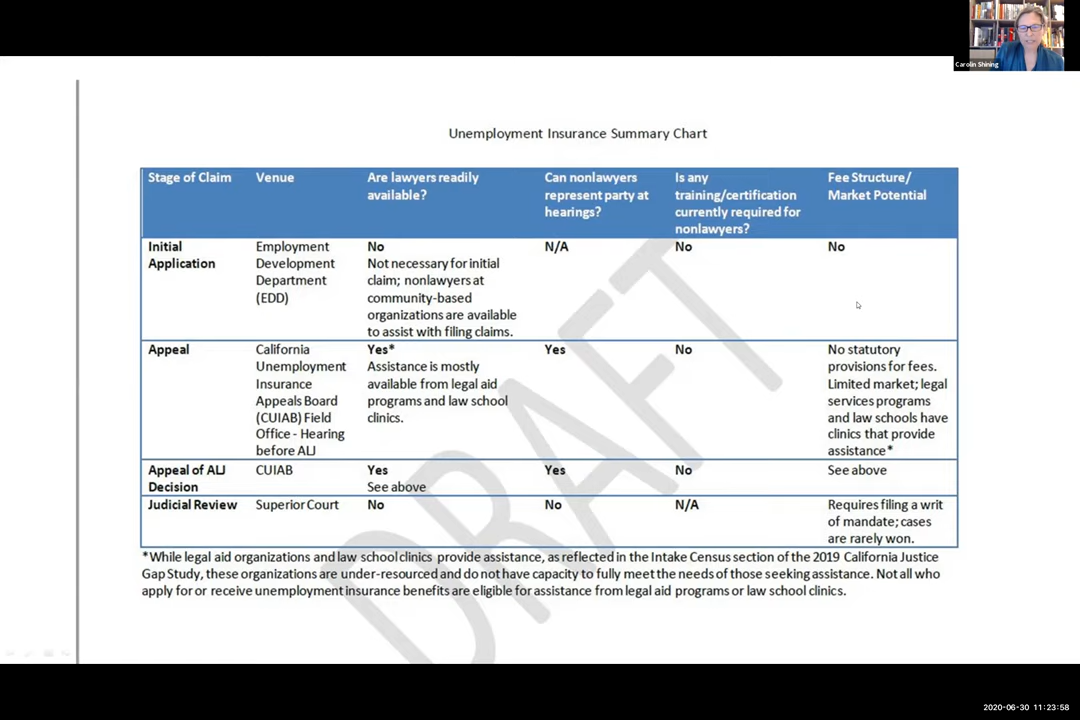 Carolin Shining
Unemployment Insurance Summary Chart
Stage of Claim
Venue
Are lawyers readily
available?
Can nonlawyers
represent party at
hearings?
Is any
training/certification
currently required for
nonlawyers?
Fee Structure/
Market Potential
Initial
Application
Employment
Development
Department
(EDD)
No
Not necessary for initial
claim; nonlawyers at
community-based
organizations are available
to assist with filing claims.
N/A
No
No
Appeal
California
Unemployment
Insurance
Appeals Board
(CUIAB) Field
Office - Hearing
before ALJ
Yes*
Assistance is mostly
available from legal aid
programs and law school
clinics.
Yes
No
No statutory
provisions for fees.
Limited market; legal
services programs
and law schools have
clinics that provide
assistance*
Appeal of ALJ
Decision
CUIAB
Yes
See above
Yes
No
See above
Judicial Review
Superior Court
No
No
N/A
Requires filing a writ
of mandate; cases
are rarely won.
*While legal aid organizations and law school clinics provide assistance, as reflected in the Intake Census section of the 2019 California Justice
Gap Study, these organizations are under-resourced and do not have capacity to fully meet the needs of those seeking assistance. Not all who
apply for or receive unemployment insurance benefits are eligible for assistance from legal aid programs or law school clinics.
DRAFT
2020-06-30 11:23:58